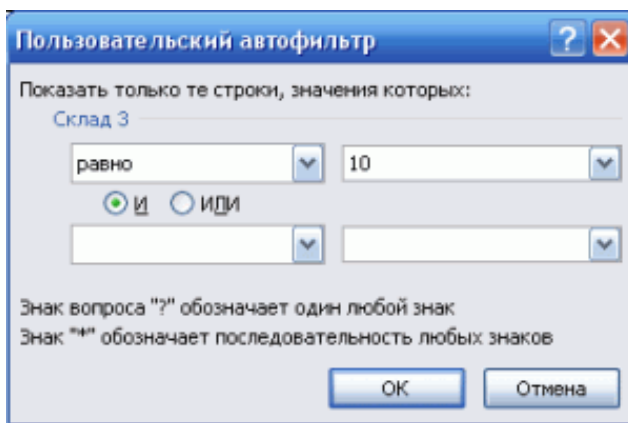 Пользовательский автофильтр
Показать только те строки, значения которых:
Склад 3
равно 10
И ИЛИ
Знак вопроса "?" обозначает один любой знак
Знак "*" обозначает последовательность любых знаков
ОК Отмена